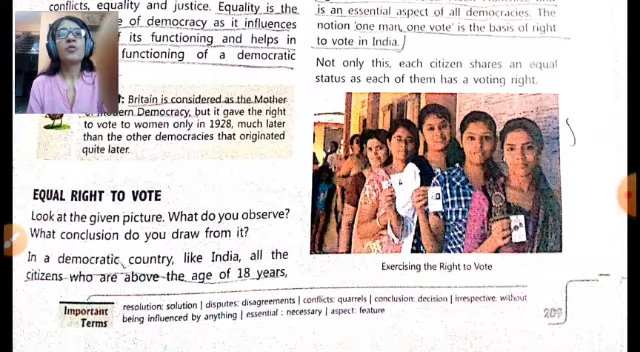 conflicts, equality and justice. Equality is the
of democracy as it influences
its functioning and helps in
functioning of a democratic
Britain is considered as the Mother
Democracy, but it gave the right
to vote to women only in 1928, much later
than the other democracies that originated
quite later.
EQUAL RIGHT TO VOTE
Look at the given picture. What do you observe?
What conclusion do you draw from it?
In a democratic country, like India, all the
citizens who are above the age of 18 years,
is an essential aspect of all democracies. The
notion 'one man, one vote' is the basis of right
to vote in India.
Not only this, each citizen shares an equal
status as each of them has a voting right.
Exercising the Right to Vote
Important
Terms
resolution: solution | disputes: disagreements | conflicts: quarrels | conclusion: decision | irrespective: without
being influenced by anything | essential : necessary | aspect: feature
209